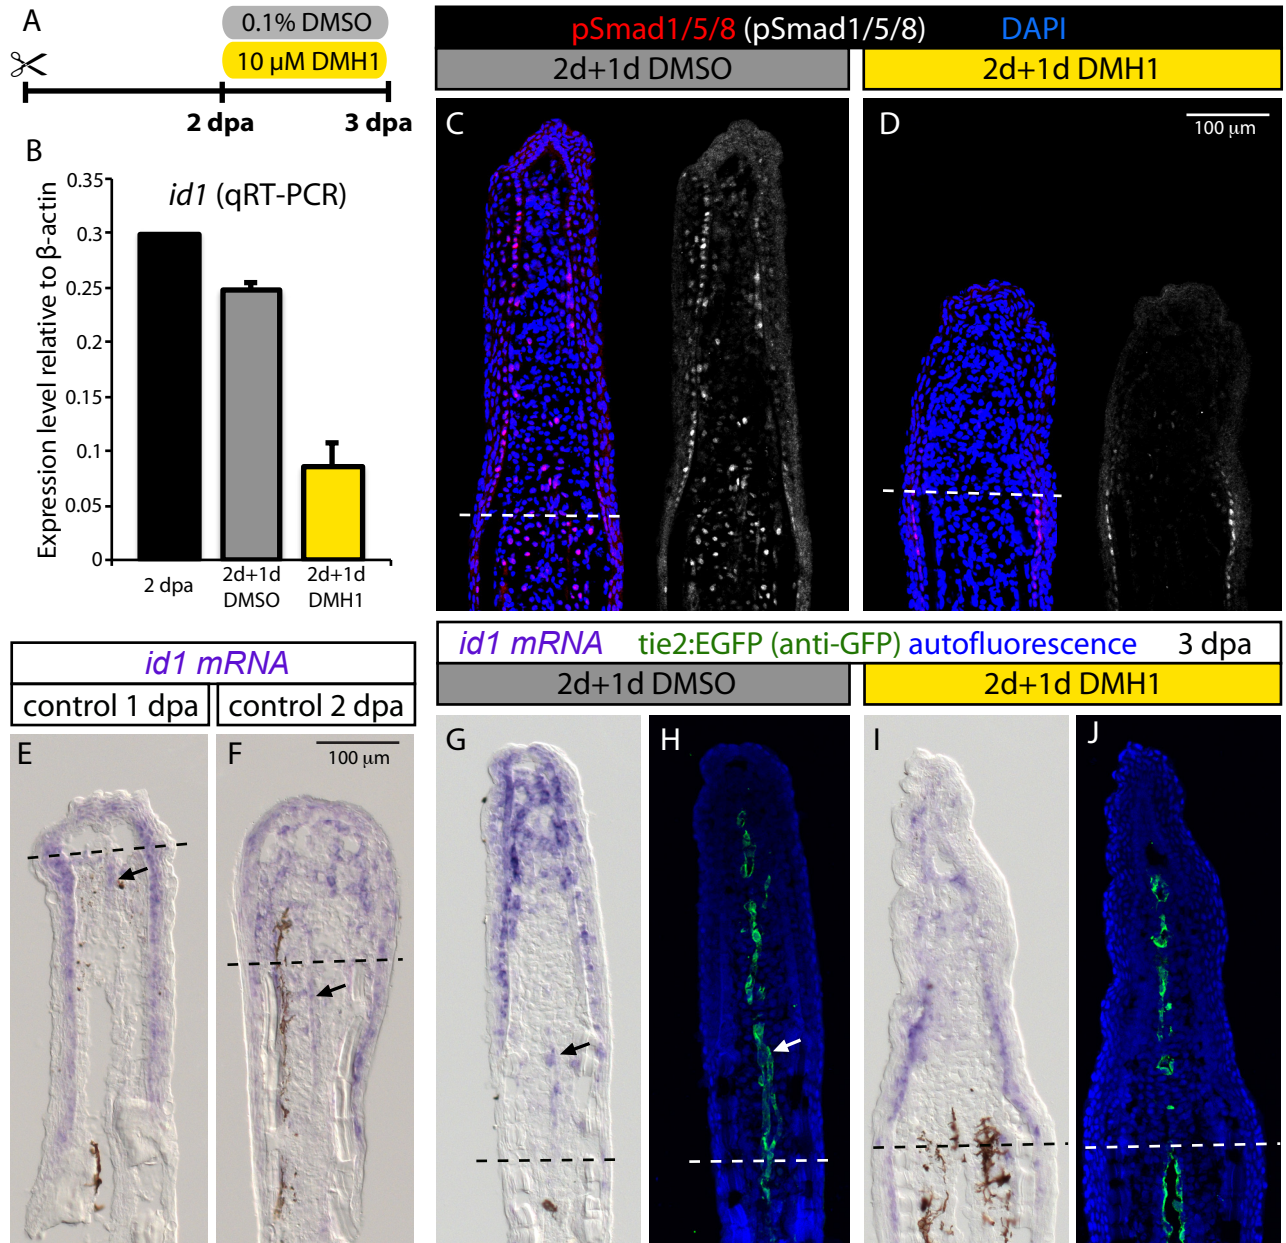 A
0.1% DMSO
10 µM DMH1
2 dpa
3 dpa
B
id1 (qRT-PCR)
Expression level relative to β-actin
0.35
0.3
0.25
0.2
0.15
0.1
0.05
0
2 dpa
2d+1d
DMSO
2d+1d
DMH1
pSmad1/5/8 (pSmad1/5/8) DAPI
2d+1d DMSO
2d+1d DMH1
C
D
100 µm
id1 mRNA
control 1 dpa
control 2 dpa
E
F
100 µm
id1 mRNA tie2:EGFP (anti-GFP) autofluorescence 3 dpa
2d+1d DMSO
2d+1d DMH1
G
H
I
J